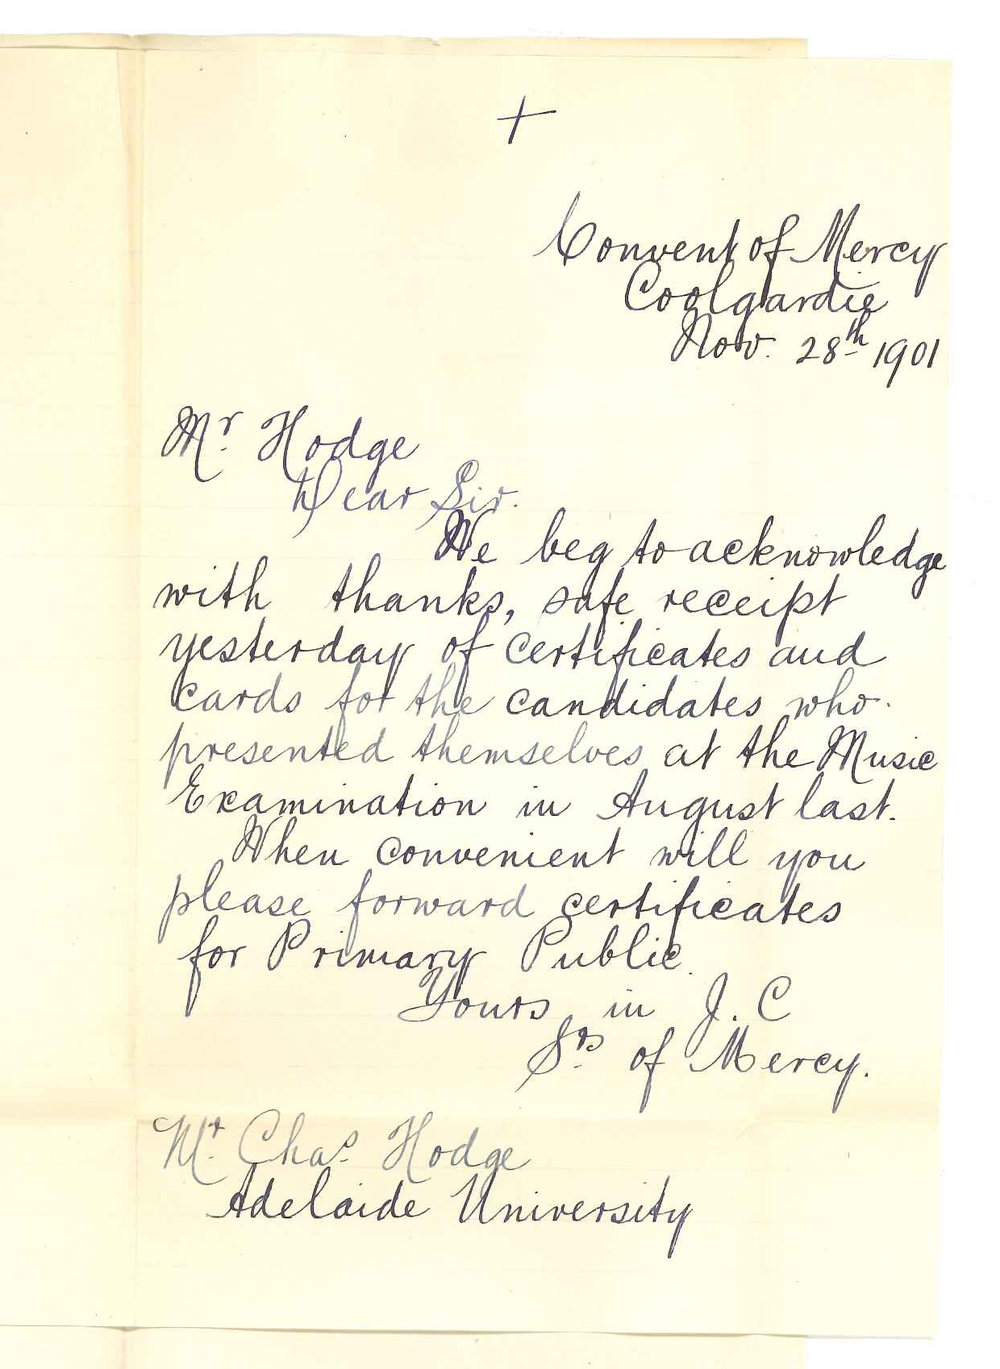 +
Convent of Mercy
Coolgardie
Nov. 28th 1901
Mr. Hodge
Dear Sir.
We beg to acknowledge
with thanks, safe receipt
yesterday of certificates and
cards for the candidates who
presented themselves at the Music
Examination in August last.
When convenient will you
please forward certificates
for Primary Public.
Yours in J. C
Srs. of Mercy.
Mr. Chas. Hodge
Adelaide University